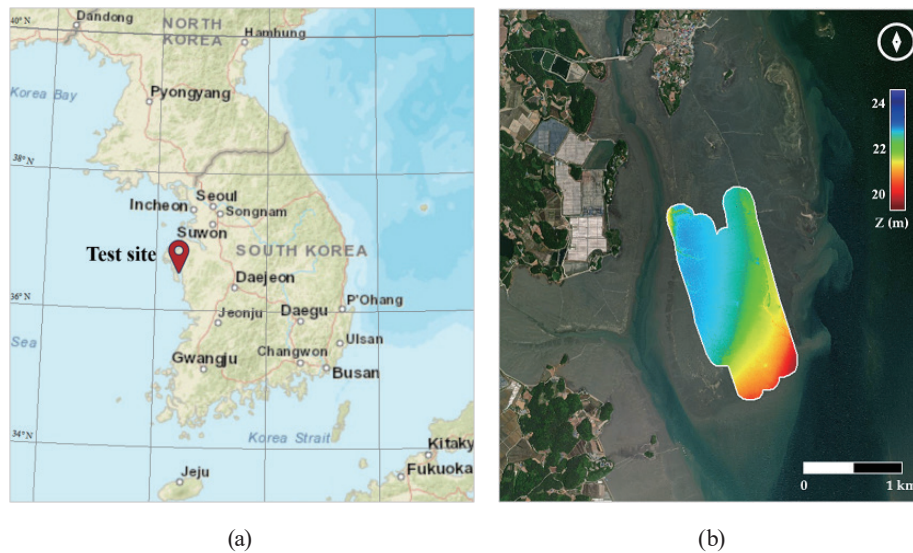 40° N
Dandong
NORTH
KOREA
Hamhung
Korea Bay
Pyongyang
38° N
Seoul
Incheon
Songnam
Suwon
Test site
SOUTH KOREA
Daejeon
36° N
P'Ohang
Jeonju
Daegu
Sea
Ulsan
Gwangju
Changwon
Busan
Korea Strait
34° N
Kitaky
Fukuoka
Jeju
(a)
24
22
20
Z (m)
0 1 km
(b)